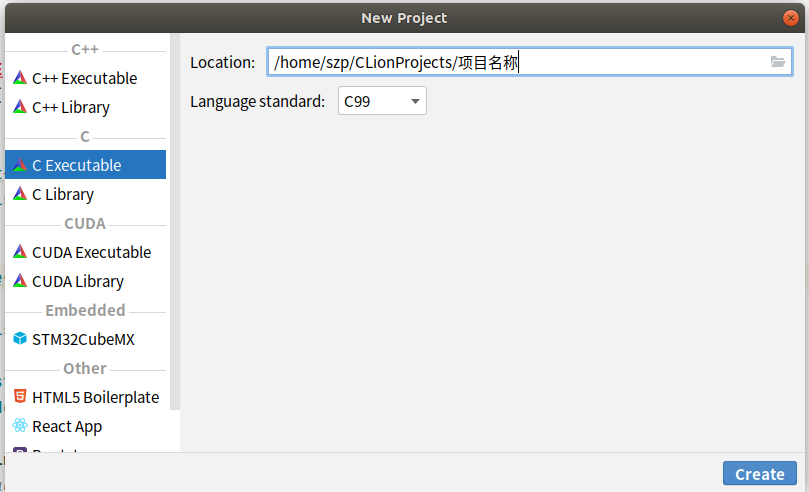 New Project
C++
C++ Executable
C++ Library
C
C Executable
C Library
CUDA
CUDA Executable
CUDA Library
Embedded
STM32CubeMX
Other
HTML5 Boilerplate
React App
Location: /home/szp/CLionProjects/项目名称
Language standard: C99
Create